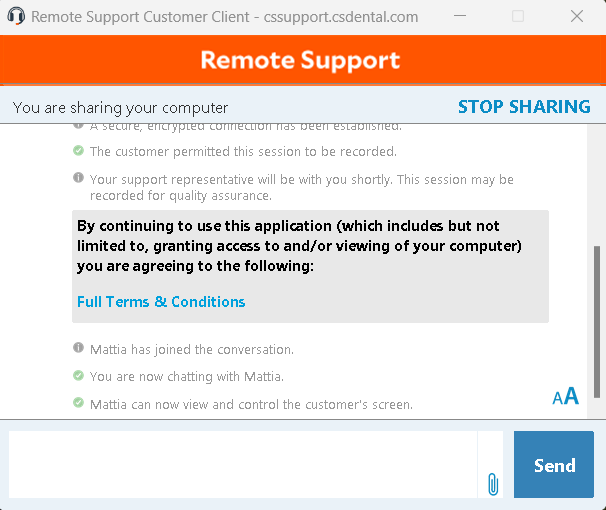 Remote Support Customer Client - cssupport.csdental.com
Remote Support
You are sharing your computer
STOP SHARING
A secure, encrypted connection has been established.
The customer permitted this session to be recorded.
Your support representative will be with you shortly. This session may be
recorded for quality assurance.
By continuing to use this application (which includes but not
limited to, granting access to and/or viewing of your computer)
you are agreeing to the following:
Full Terms & Conditions
Mattia has joined the conversation.
You are now chatting with Mattia.
Mattia can now view and control the customer's screen.
AA
Send